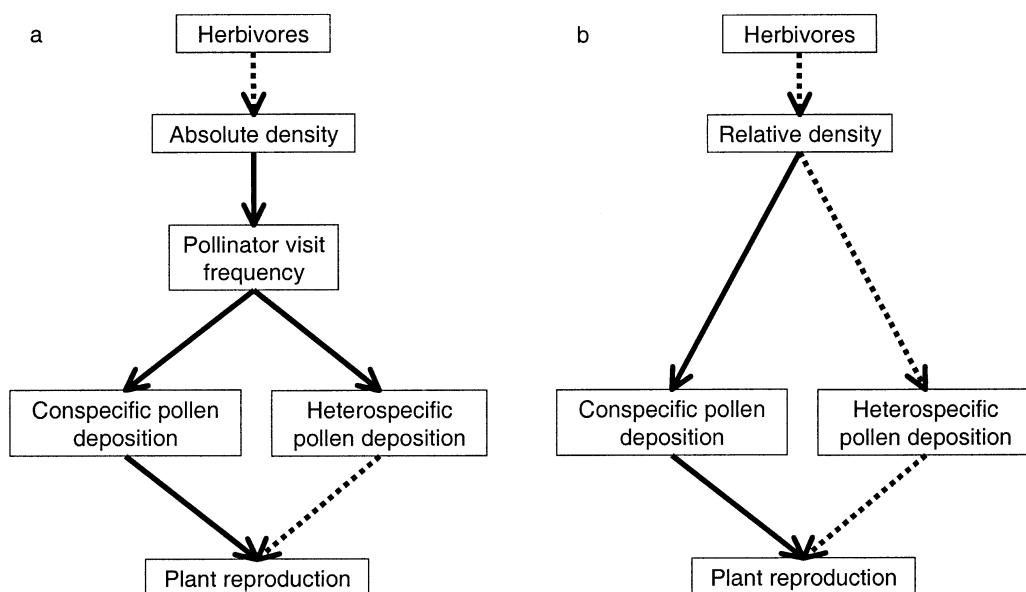 a
Herbivores
Absolute density
Pollinator visit
frequency
Conspecific pollen
deposition
Heterospecific
pollen deposition
Plant reproduction
b
Herbivores
Relative density
Conspecific pollen
deposition
Heterospecific
pollen deposition
Plant reproduction